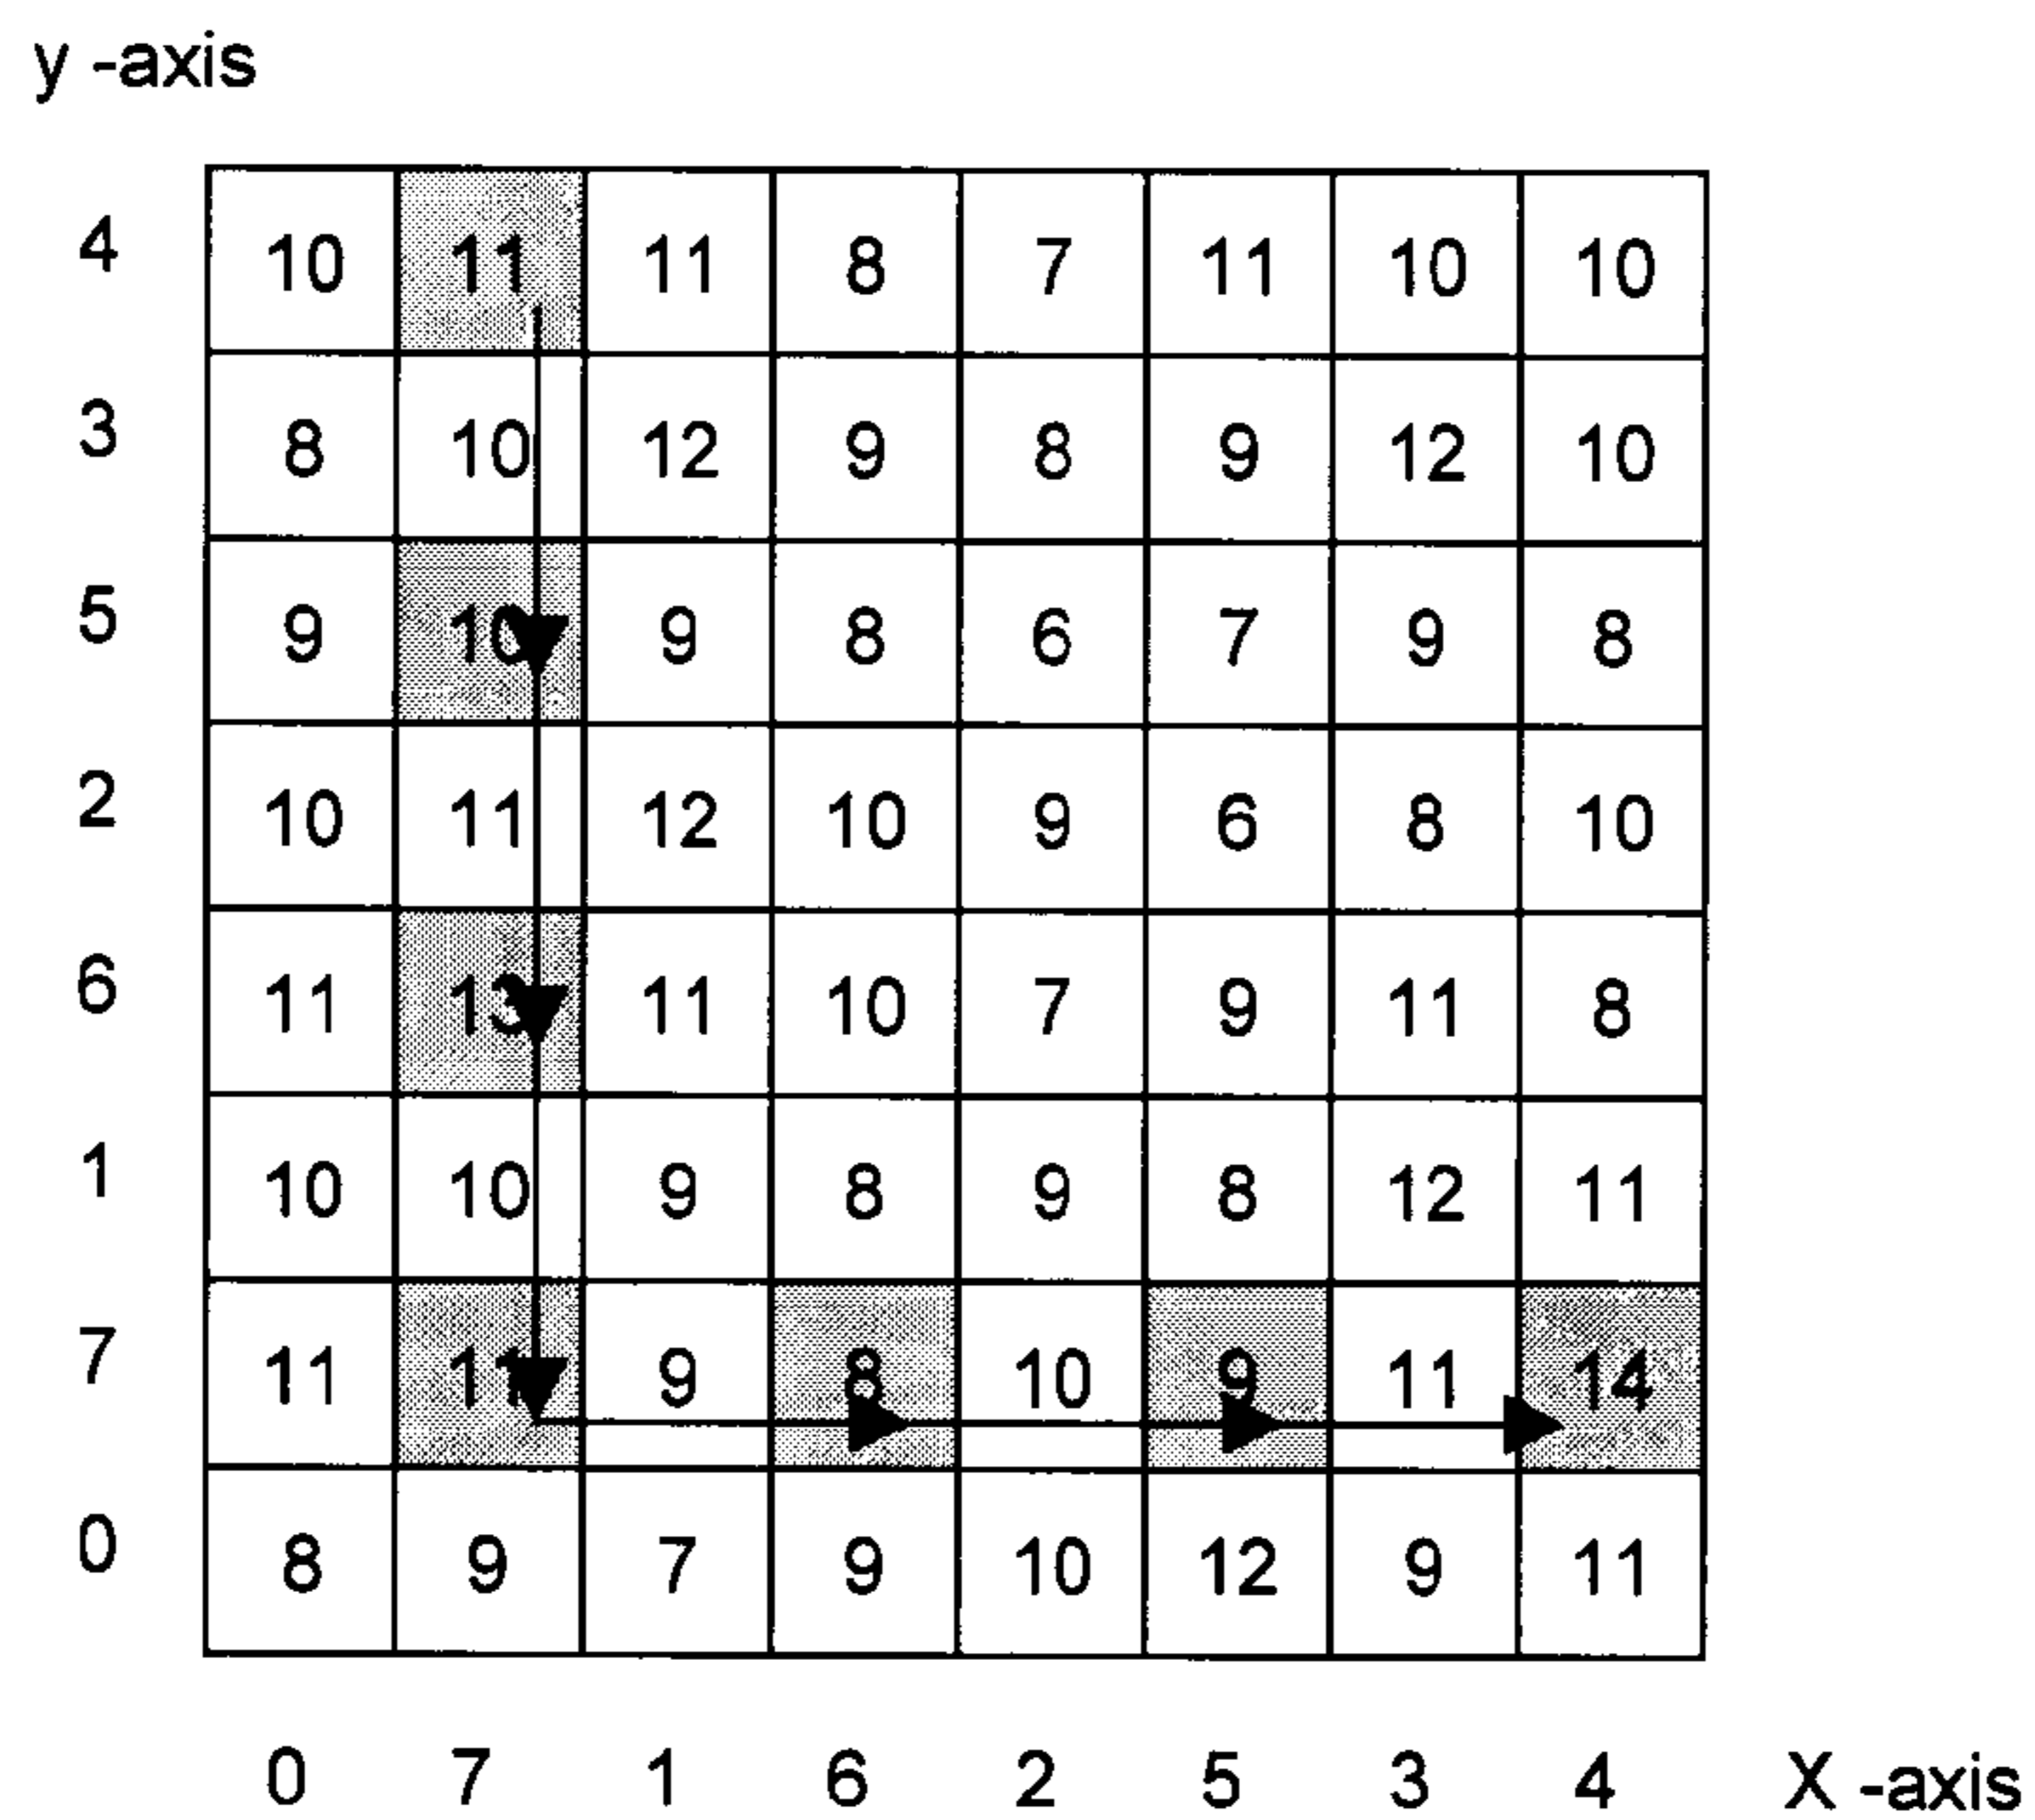 y -axis
4 10 11 11 8 7 11 10 10
3 8 10 12 9 8 9 12 10
5 9 10 9 8 6 7 9 8
2 10 11 12 10 9 6 8 10
6 11 13 11 10 7 9 11 8
1 10 10 9 8 9 8 12 11
7 11 11 9 8 10 9 11 14
0 8 9 7 9 10 12 9 11
0 7 1 6 2 5 3 4 X -axis